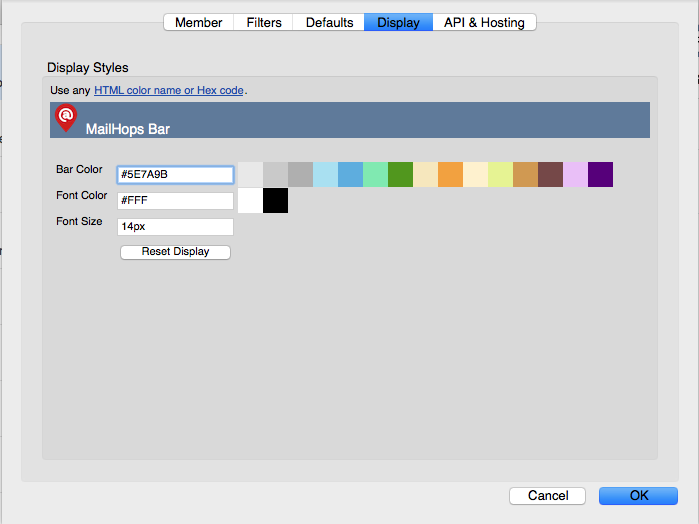 Member Filters Defaults Display API & Hosting
Display Styles
Use any HTML color name or Hex code.
@ MailHops Bar
Bar Color #5E7A9B
Font Color #FFF
Font Size 14px
Reset Display
Cancel OK